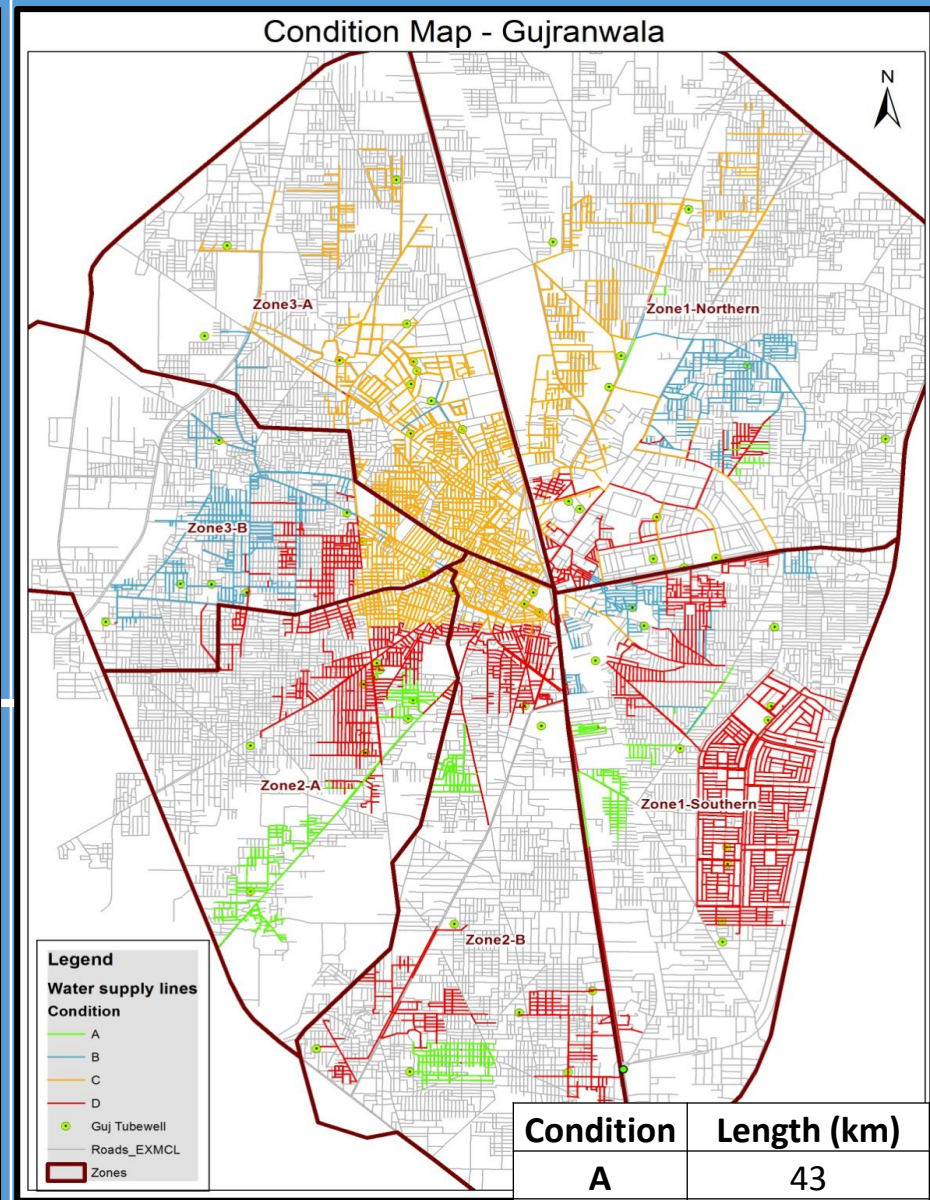 Condition Map - Gujranwala
N
Zone3-A
Zone1-Northern
Zone3-B
Zone2-A
Zone1-Southern
Zone2-B
Legend
Water supply lines
Condition
A
B
C
D
Guj Tubewell
Roads_EXMCL
Zones
Condition Length (km)
A 43